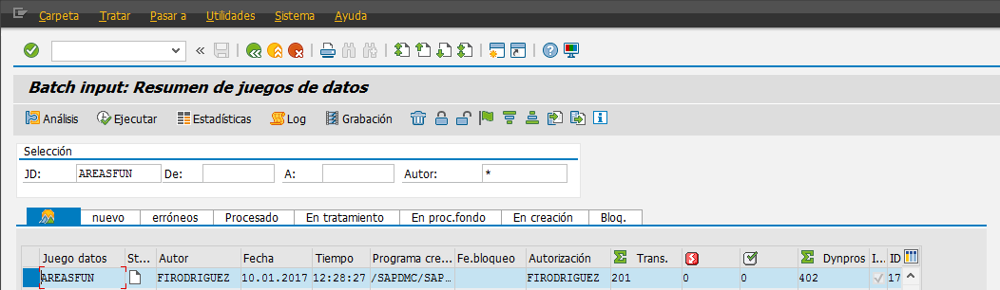 Carpeta Tratar Pasar a Utilidades Sistema Ayuda
Batch input: Resumen de juegos de datos
Análisis Ejecutar Estadísticas Log Grabación
Selección
JD: AREASFUN De: A: Autor: *
nuevo erróneos Procesado En tratamiento En proc.fondo En creación Bloq.
Juego datos St... Autor Fecha Tiempo Programa cre... Fe.bloqueo Autorización Trans. Dynpros I... ID
AREASFUN FIRODRIGUEZ 10.01.2017 12:28:27 /SAPDMC/SAP... FIRODRIGUEZ 201 0 0 402 17